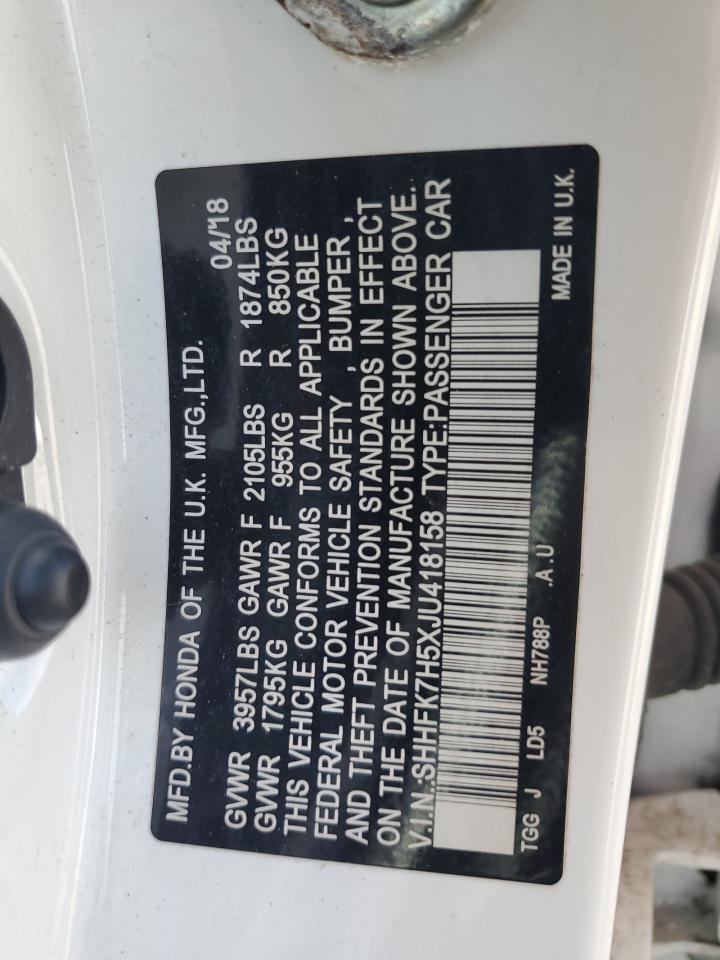 MFD.BY HONDA OF THE U.K. MFG.,LTD.
04/18
GVWR 3957LBS GAWR F 2105LBS R 1874LBS
GVWR 1795KG GAWR F 955KG R 850KG
THIS VEHICLE CONFORMS TO ALL APPLICABLE
FEDERAL MOTOR VEHICLE SAFETY , BUMPER ,
AND THEFT PREVENTION STANDARDS IN EFFECT
ON THE DATE OF MANUFACTURE SHOWN ABOVE.
V.I.N.:SHHFK7H5XJU418158 TYPE:PASSENGER CAR
TGG J LD5 NH788P .A.U MADE IN U.K.